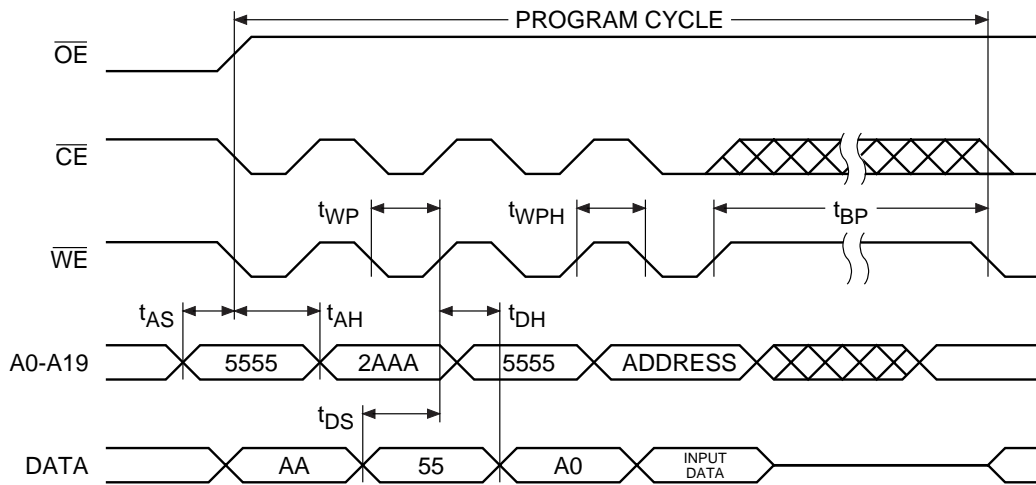 PROGRAM CYCLE
OE
CE
tWP
tWPH
tBP
WE
tAS
tAH
tDH
A0-A19
5555
2AAA
5555
ADDRESS
tDS
DATA
AA
55
A0
INPUT
DATA